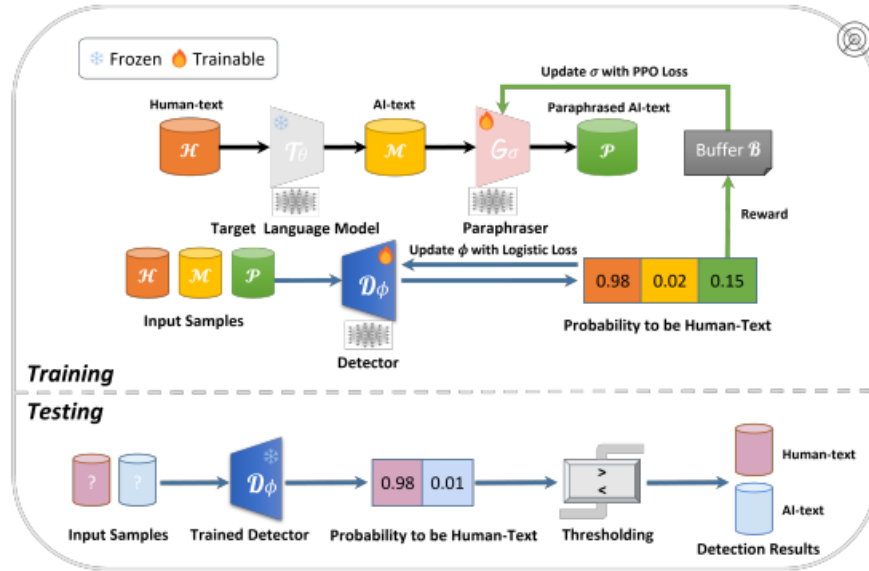 Frozen Trainable
Update σ with PPO Loss
Human-text AI-text Paraphrased AI-text
ℋ 𝒯θ ℳ 𝒢σ 𝒫 Buffer ℬ
Target Language Model Paraphraser Reward
Update ϕ with Logistic Loss
ℋ ℳ 𝒫 𝒟ϕ 0.98 0.02 0.15
Input Samples Probability to be Human-Text
Detector
Training
Testing
? ? 𝒟ϕ 0.98 0.01 > <
Human-text
AI-text
Input Samples Trained Detector Probability to be Human-Text Thresholding Detection Results